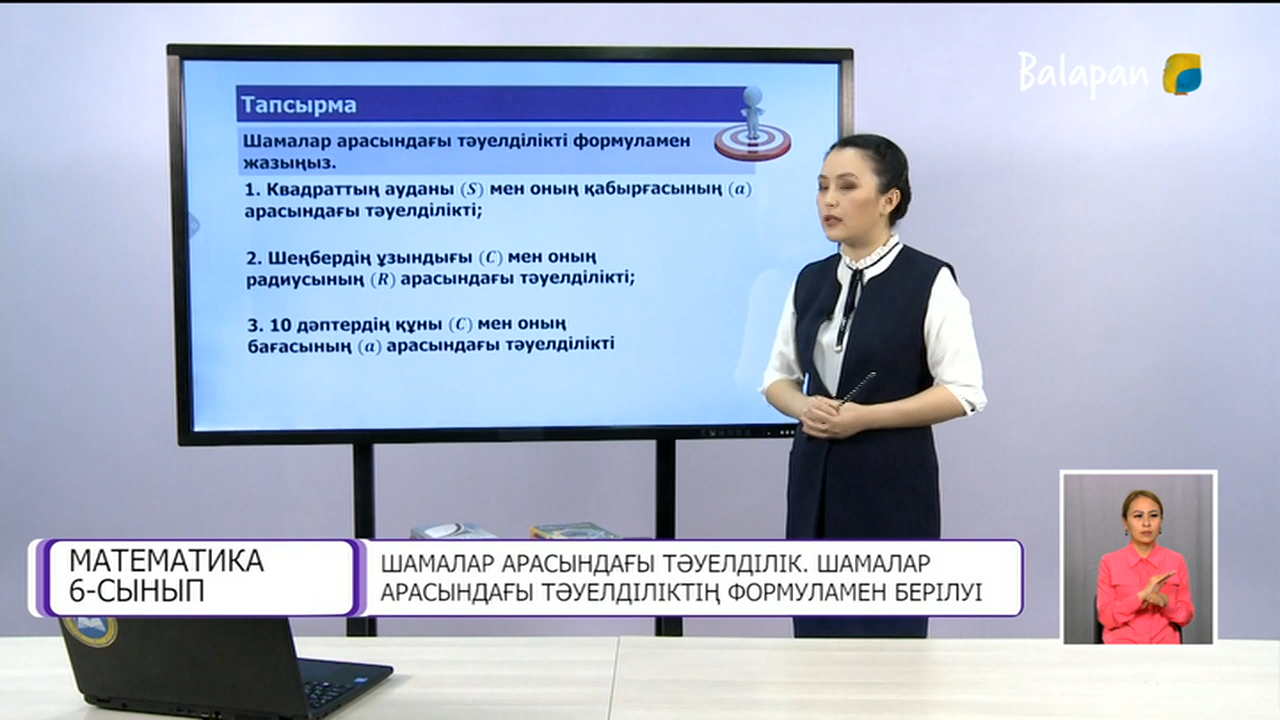 Balapan
Тапсырма
Шамалар арасындағы тәуелділікті формуламен
жазыңыз.
1. Квадраттың ауданы (S) мен оның қабырғасының (a)
арасындағы тәуелділікті;
2. Шеңбердің ұзындығы (C) мен оның
радиусының (R) арасындағы тәуелділікті;
3. 10 дәптердің құны (C) мен оның
бағасының (a) арасындағы тәуелділікті
МАТЕМАТИКА
6-СЫНЫП
ШАМАЛАР АРАСЫНДАҒЫ ТӘУЕЛДІЛІК. ШАМАЛАР
АРАСЫНДАҒЫ ТӘУЕЛДІЛІКТІҢ ФОРМУЛАМЕН БЕРІЛУІ